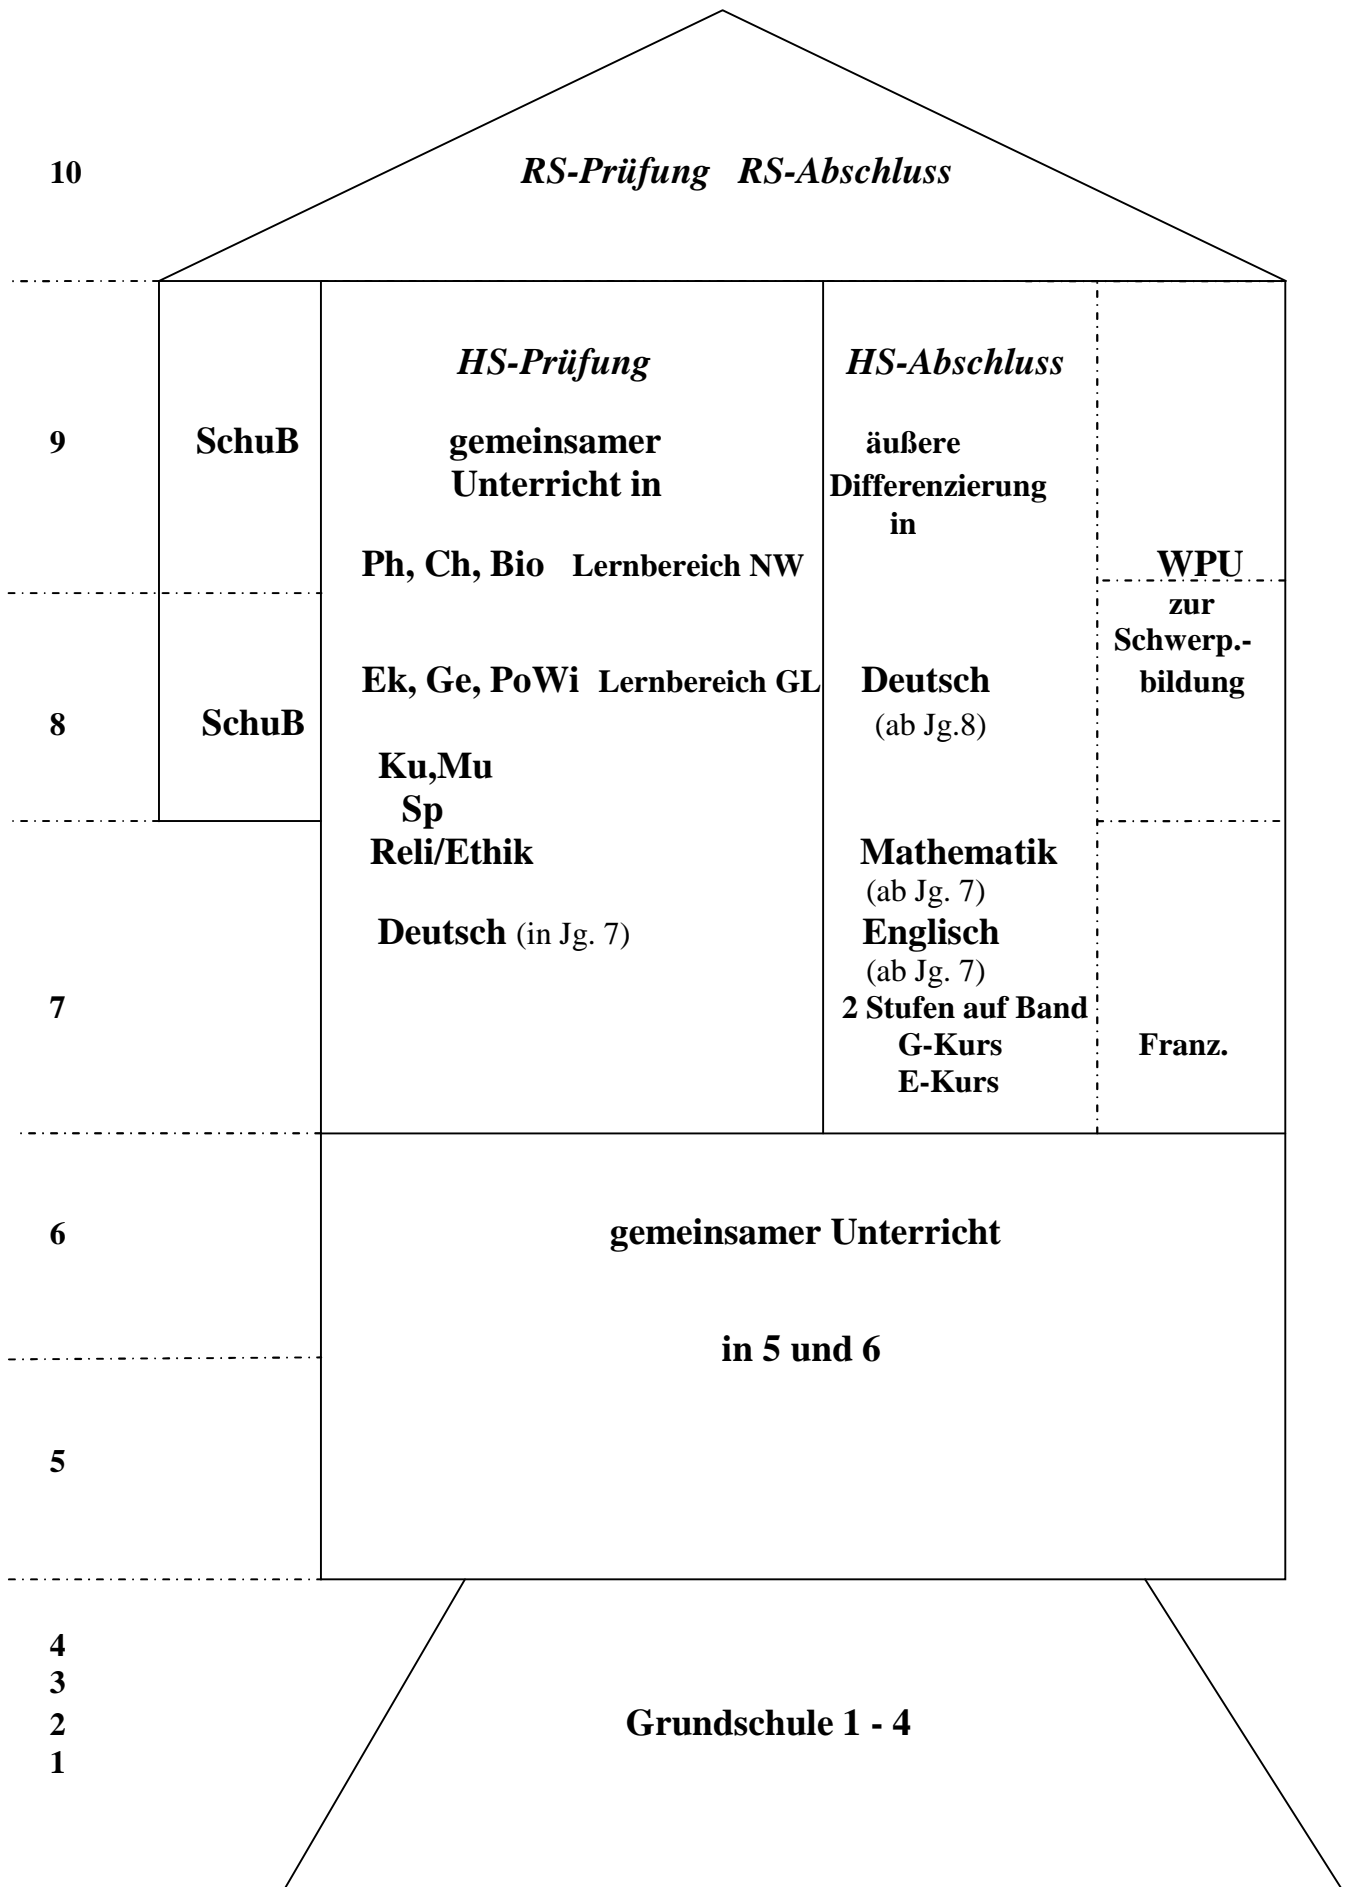 10 RS-Prüfung RS-Abschluss
HS-Prüfung HS-Abschluss
9 SchuB gemeinsamer äußere
Unterricht in Differenzierung
in
Ph, Ch, Bio Lernbereich NW WPU
zur
Schwerp.-
Ek, Ge, PoWi Lernbereich GL Deutsch bildung
8 SchuB (ab Jg.8)
Ku,Mu
Sp
Reli/Ethik Mathematik
(ab Jg. 7)
Deutsch (in Jg. 7) Englisch
(ab Jg. 7)
7 2 Stufen auf Band
G-Kurs Franz.
E-Kurs
6 gemeinsamer Unterricht
in 5 und 6
5
4
3
2 Grundschule 1 - 4
1